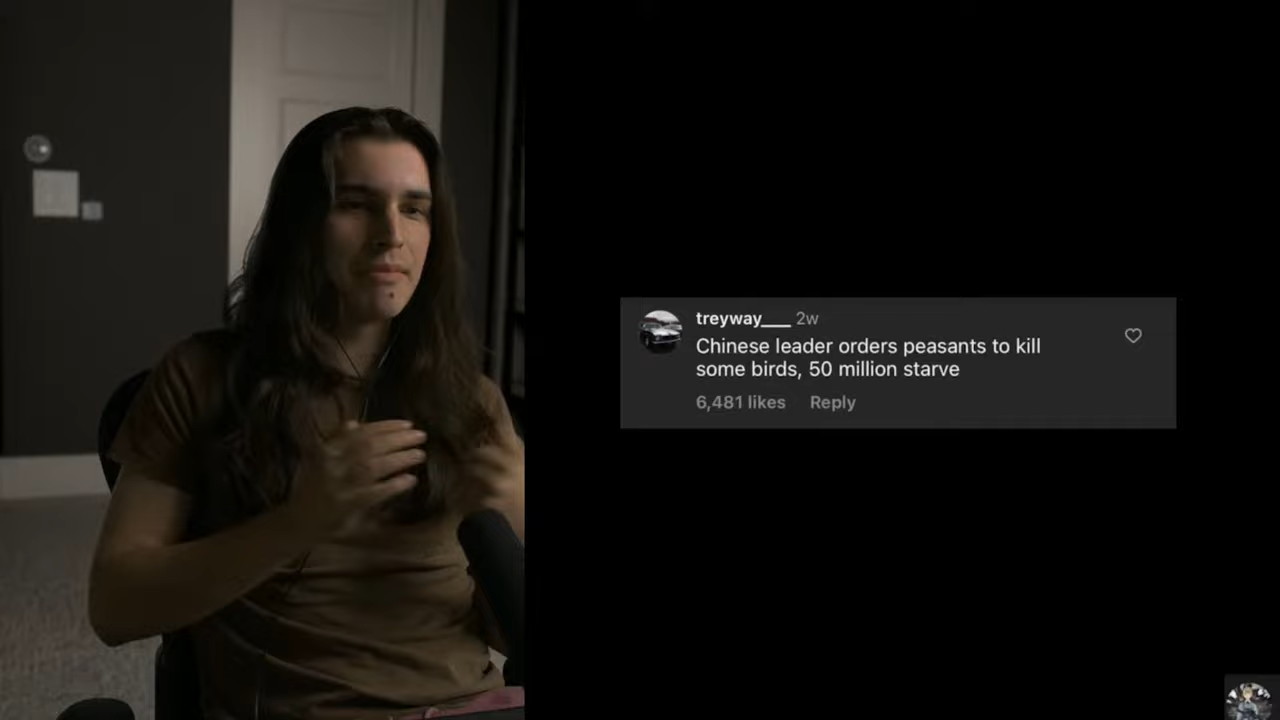 treyway___ 2w
Chinese leader orders peasants to kill
some birds, 50 million starve
6,481 likes Reply